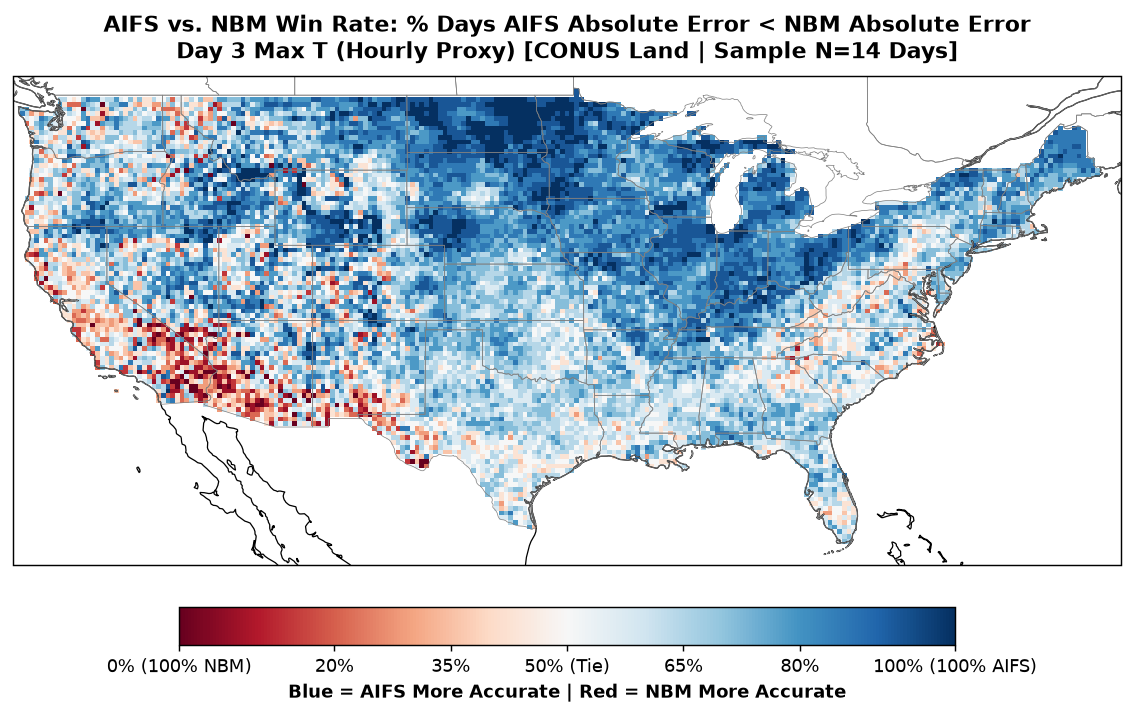 AIFS vs. NBM Win Rate: % Days AIFS Absolute Error < NBM Absolute Error
Day 3 Max T (Hourly Proxy) [CONUS Land | Sample N=14 Days]
0% (100% NBM) 20% 35% 50% (Tie) 65% 80% 100% (100% AIFS)
Blue = AIFS More Accurate | Red = NBM More Accurate